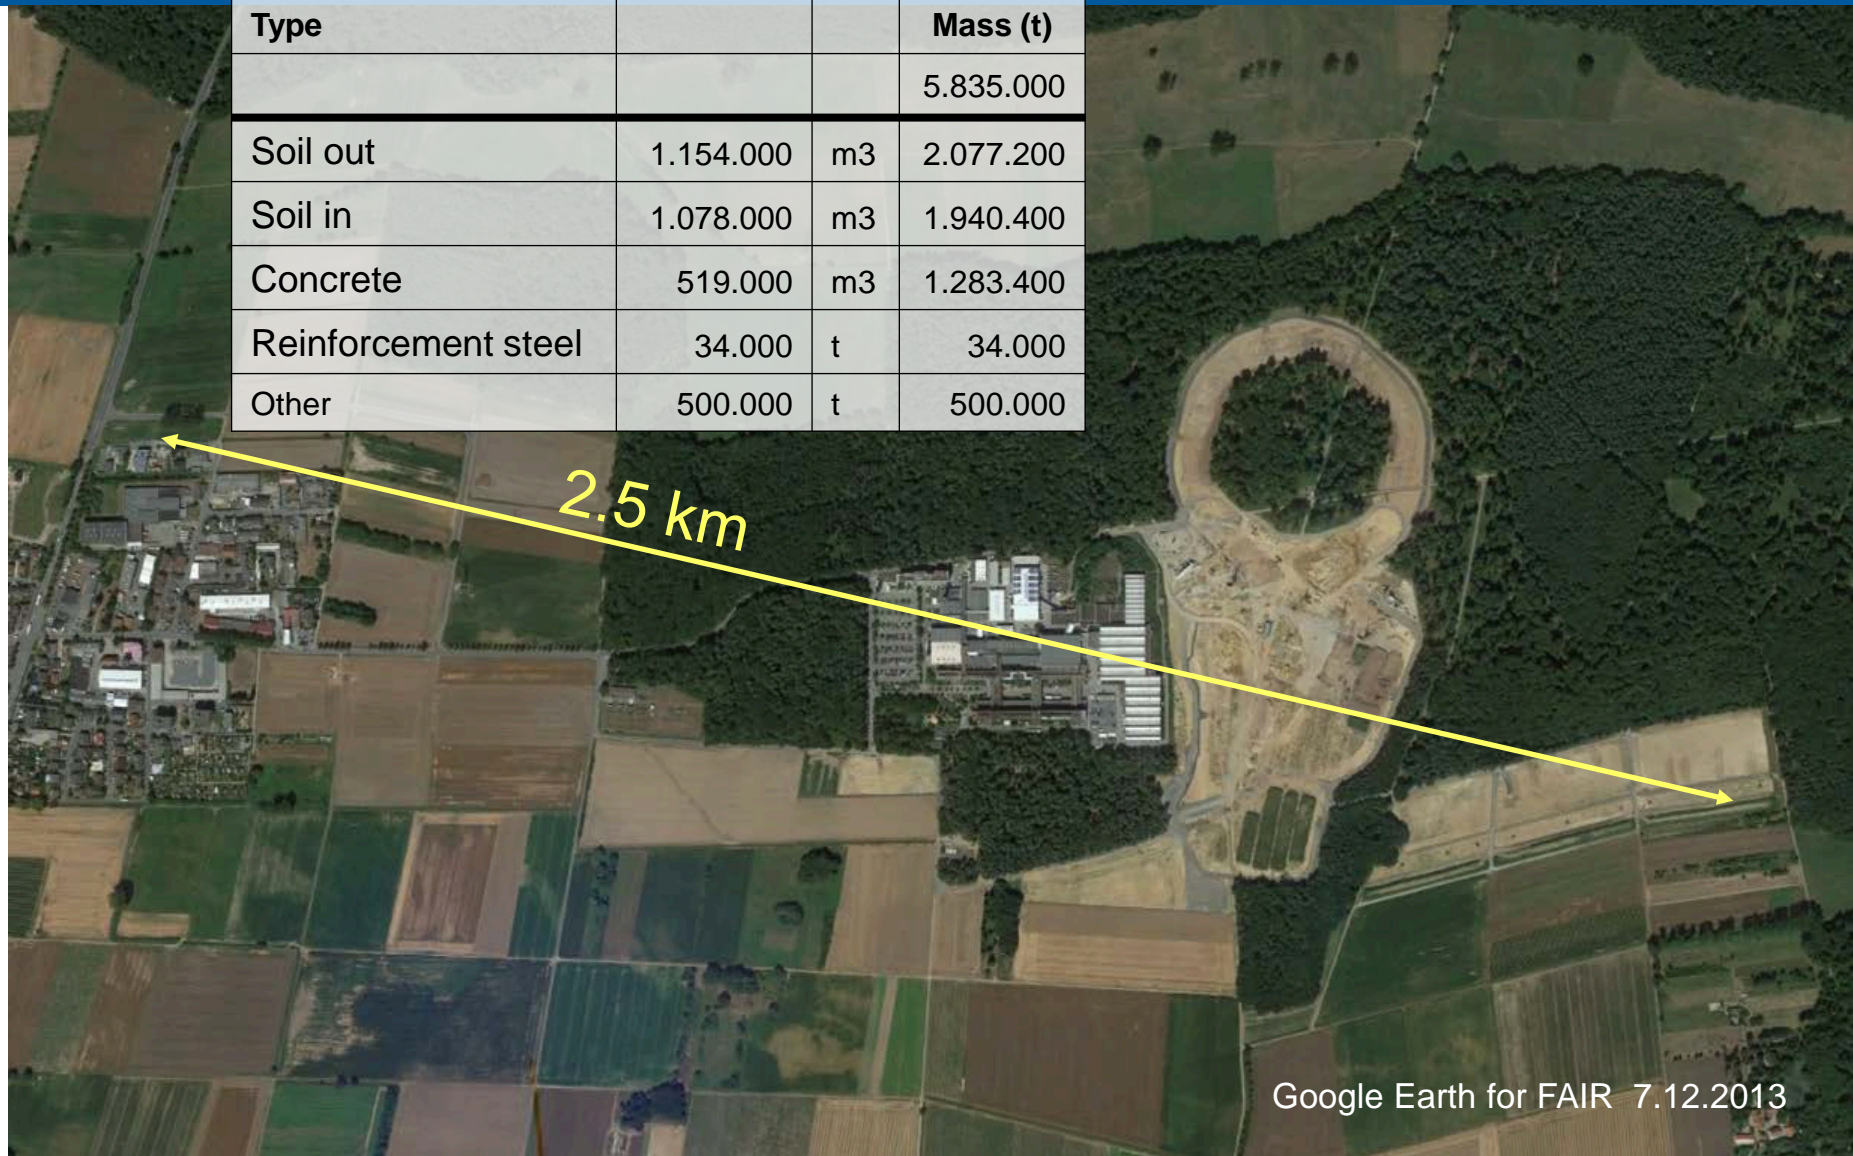 Type Mass (t)
5.835.000
Soil out 1.154.000 m3 2.077.200
Soil in 1.078.000 m3 1.940.400
Concrete 519.000 m3 1.283.400
Reinforcement steel 34.000 t 34.000
Other 500.000 t 500.000
2.5 km
Google Earth for FAIR 7.12.2013